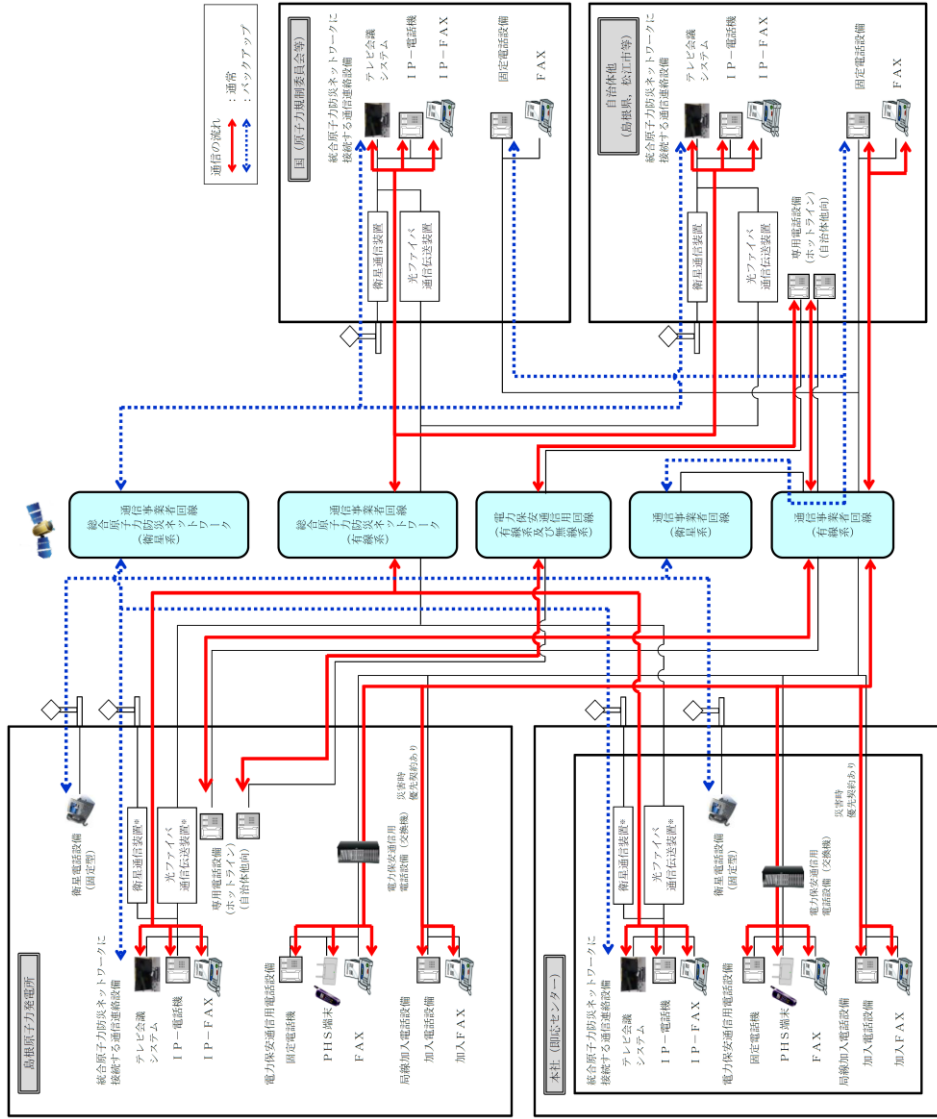 通信の流れ
：通常
：バックアップ
島根原子力発電所
統合原子力防災ネットワークに
接続する通信連絡設備
テレビ会議
システム
ＩＰ－電話機
ＩＰ－ＦＡＸ
衛星電話設備
(固定型)
衛星通信装置*
光ファイバ
通信伝送装置*
専用電話設備
(ホットライン)
(自治体他向)
電力保安通信用電話設備
固定電話機
ＰＨＳ端末
ＦＡＸ
電力保安通信用
電話設備（交換機）
局線加入電話設備
加入電話設備
加入ＦＡＸ
災害時
優先契約あり
本社（即応センター）
統合原子力防災ネットワークに
接続する通信連絡設備
テレビ会議
システム
ＩＰ－電話機
ＩＰ－ＦＡＸ
衛星通信装置*
光ファイバ
通信伝送装置*
衛星電話設備
(固定型)
電力保安通信用電話設備
固定電話機
ＰＨＳ端末
ＦＡＸ
電力保安通信用
電話設備（交換機）
局線加入電話設備
加入電話設備
加入ＦＡＸ
災害時
優先契約あり
通信事業者回線
総合原子力防災ネットワーク
(衛星系)
通信事業者回線
総合原子力防災ネットワーク
(有線系)
電力保安通信用回線
(有線系及び無線系)
通信事業者回線
(衛星系)
通信事業者回線
(有線系)
国（原子力規制委員会等）
統合原子力防災ネットワークに
接続する通信連絡設備
テレビ会議
システム
ＩＰ－電話機
ＩＰ－ＦＡＸ
衛星通信装置
光ファイバ
通信伝送装置
固定電話設備
ＦＡＸ
自治体他
（島根県，松江市等）
統合原子力防災ネットワークに
接続する通信連絡設備
テレビ会議
システム
ＩＰ－電話機
ＩＰ－ＦＡＸ
衛星通信装置
光ファイバ
通信伝送装置
専用電話設備
(ホットライン)
(自治体他向)
固定電話設備
ＦＡＸ